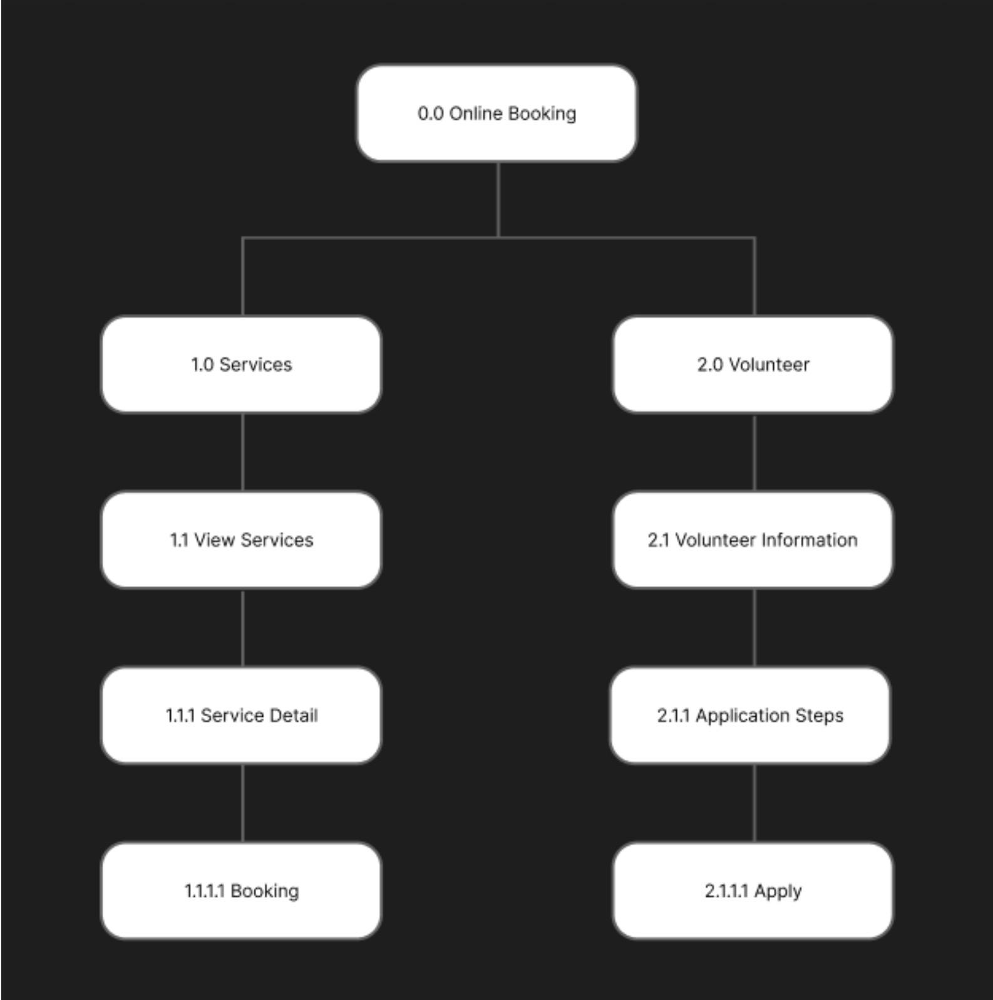 0.0 Online Booking
1.0 Services
2.0 Volunteer
1.1 View Services
2.1 Volunteer Information
1.1.1 Service Detail
2.1.1 Application Steps
1.1.1.1 Booking
2.1.1.1 Apply